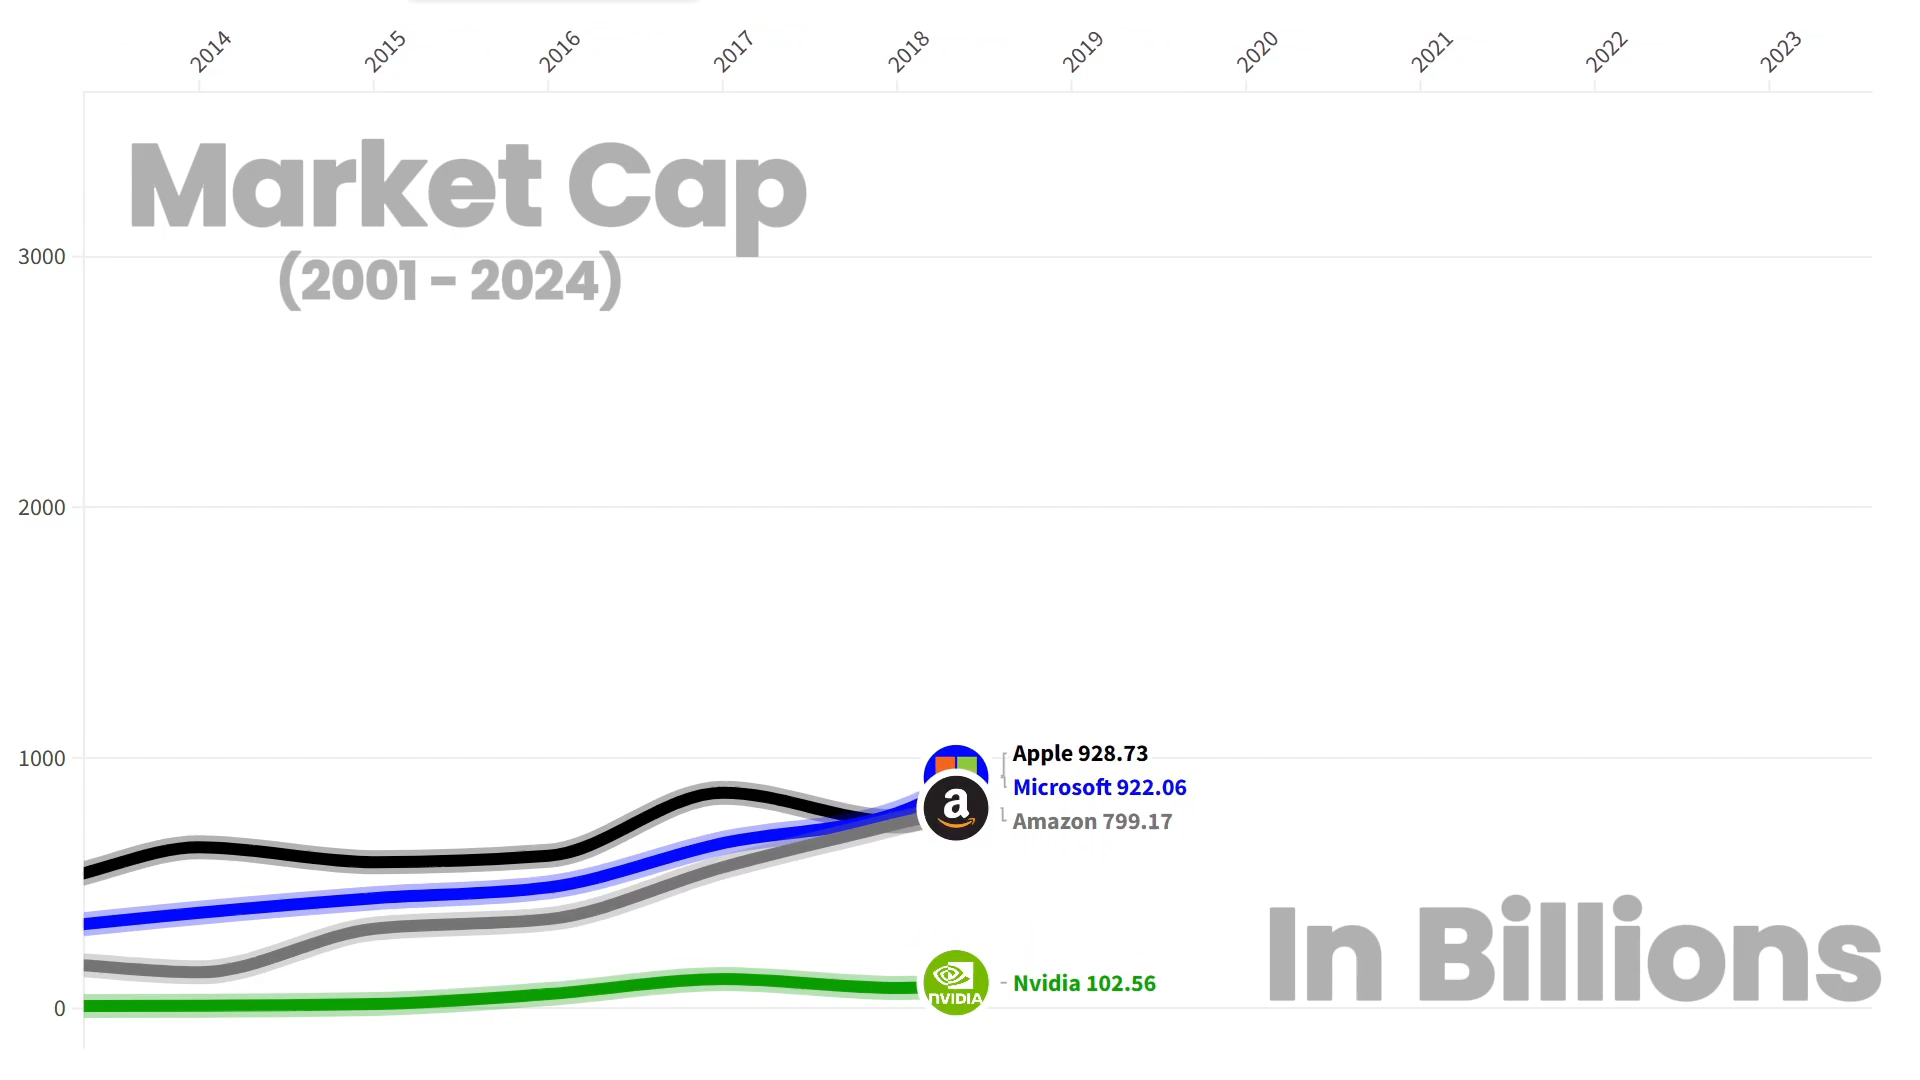 2014 2015 2016 2017 2018 2019 2020 2021 2022 2023
Market Cap
(2001 - 2024)
3000
2000
1000
0
Apple 928.73
Microsoft 922.06
Amazon 799.17
a
Nvidia 102.56
nVIDIA
In Billions